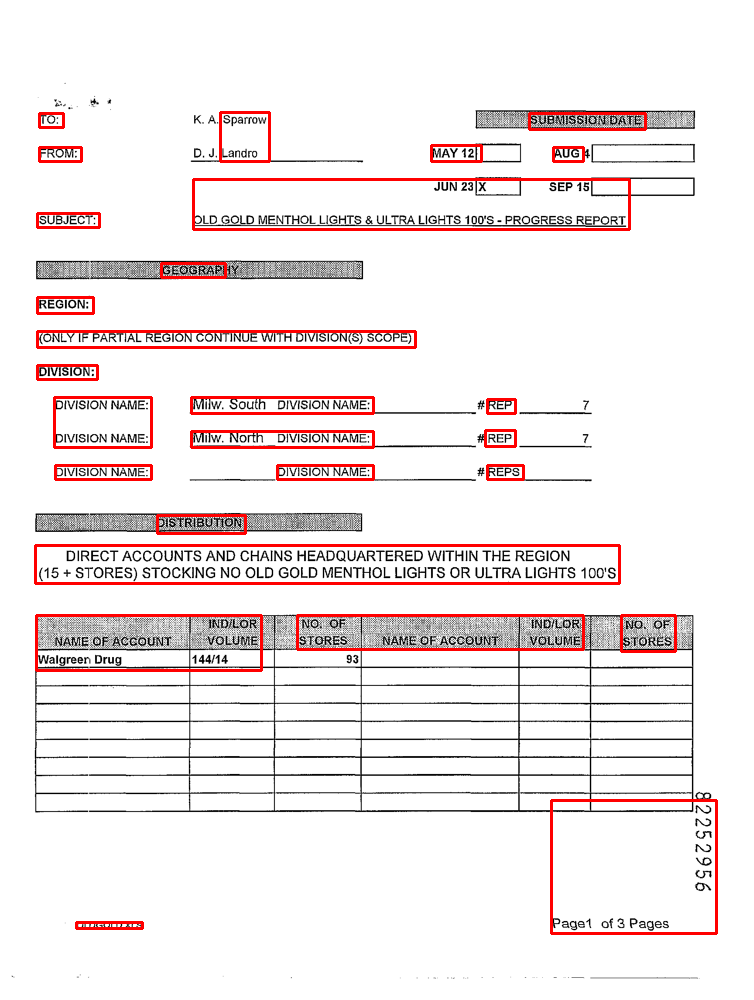 TO: K. A. Sparrow SUBMISSION DATE
FROM: D. J. Landro MAY 12 AUG 4
JUN 23 X SEP 15
SUBJECT: OLD GOLD MENTHOL LIGHTS & ULTRA LIGHTS 100'S - PROGRESS REPORT
GEOGRAPHY
REGION:
(ONLY IF PARTIAL REGION CONTINUE WITH DIVISION(S) SCOPE)
DIVISION:
DIVISION NAME: Milw. South DIVISION NAME: # REP 7
DIVISION NAME: Milw. North DIVISION NAME: # REP 7
DIVISION NAME: DIVISION NAME: # REPS
DISTRIBUTION
DIRECT ACCOUNTS AND CHAINS HEADQUARTERED WITHIN THE REGION
(15 + STORES) STOCKING NO OLD GOLD MENTHOL LIGHTS OR ULTRA LIGHTS 100'S
IND/LOR NO. OF IND/LOR NO. OF
NAME OF ACCOUNT VOLUME STORES NAME OF ACCOUNT VOLUME STORES
Walgreen Drug 144/14 93
82252956
Page1 of 3 Pages